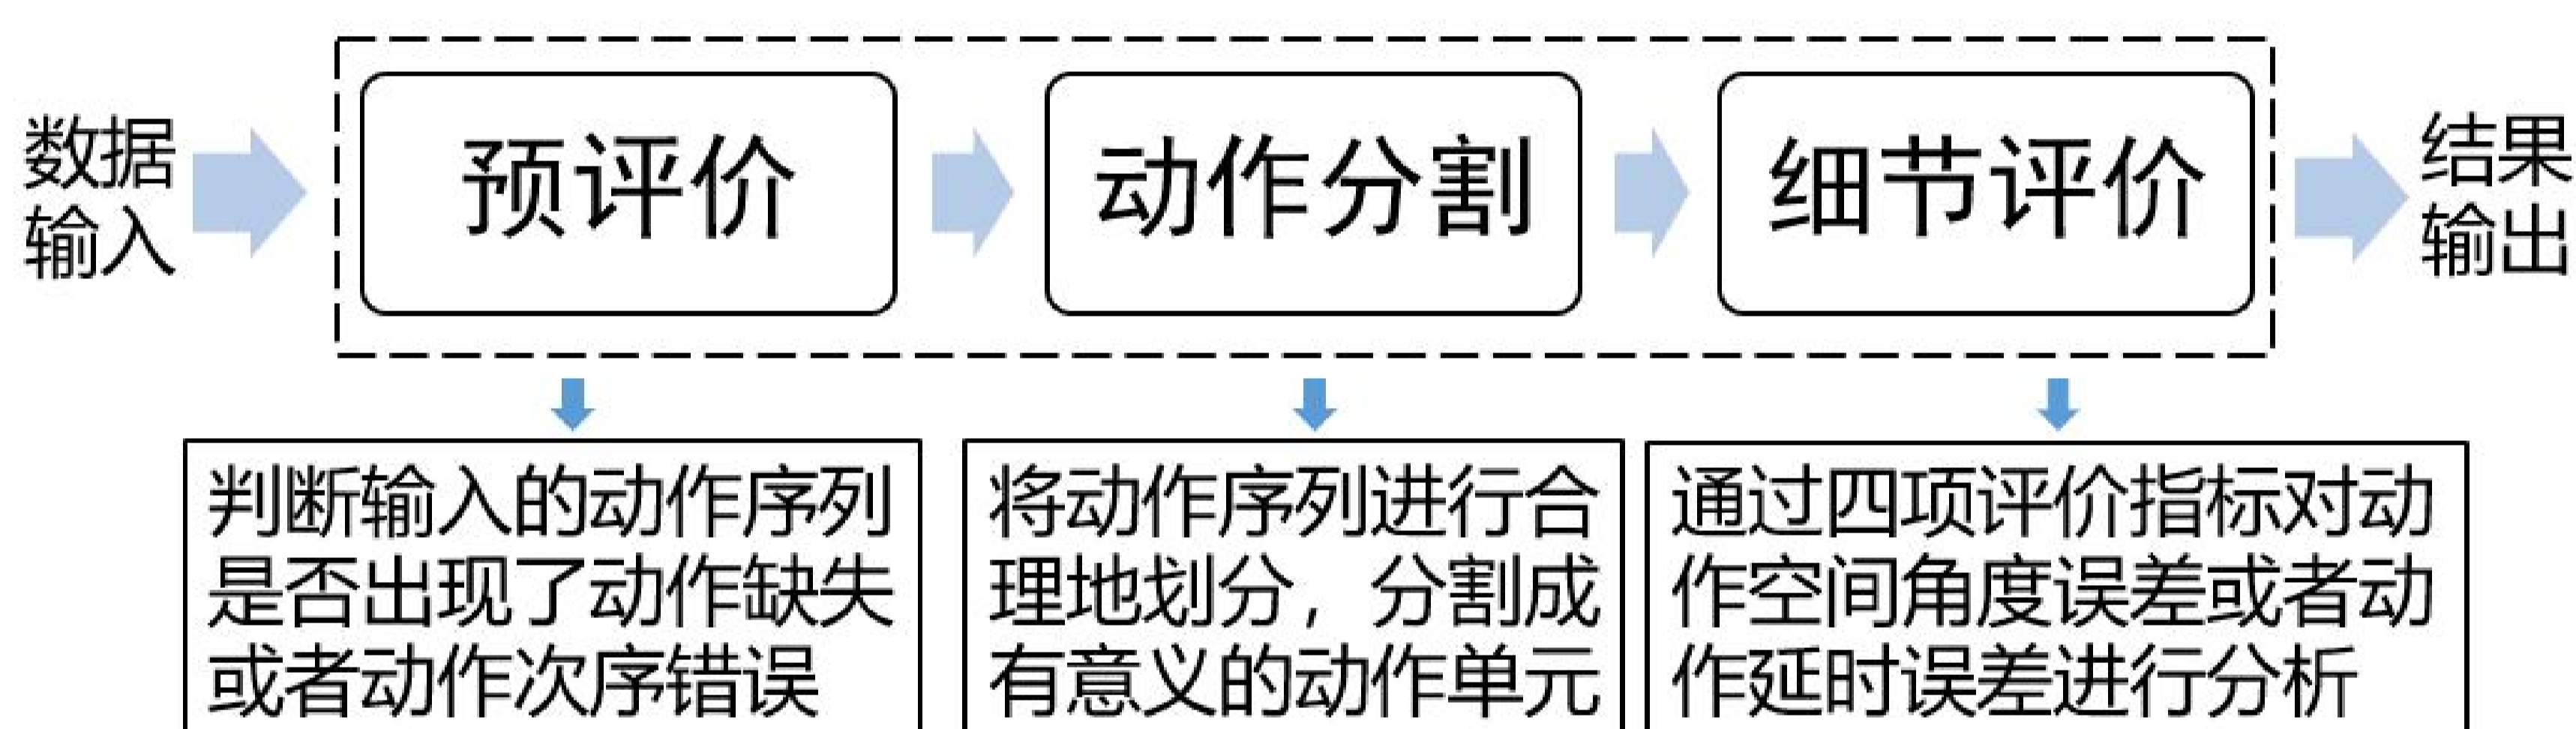 数据
输入
预评价
动作分割
细节评价
结果
输出
判断输入的动作序列
是否出现了动作缺失
或者动作次序错误
将动作序列进行合
理地划分，分割成
有意义的动作单元
通过四项评价指标对动
作空间角度误差或者动
作延时误差进行分析